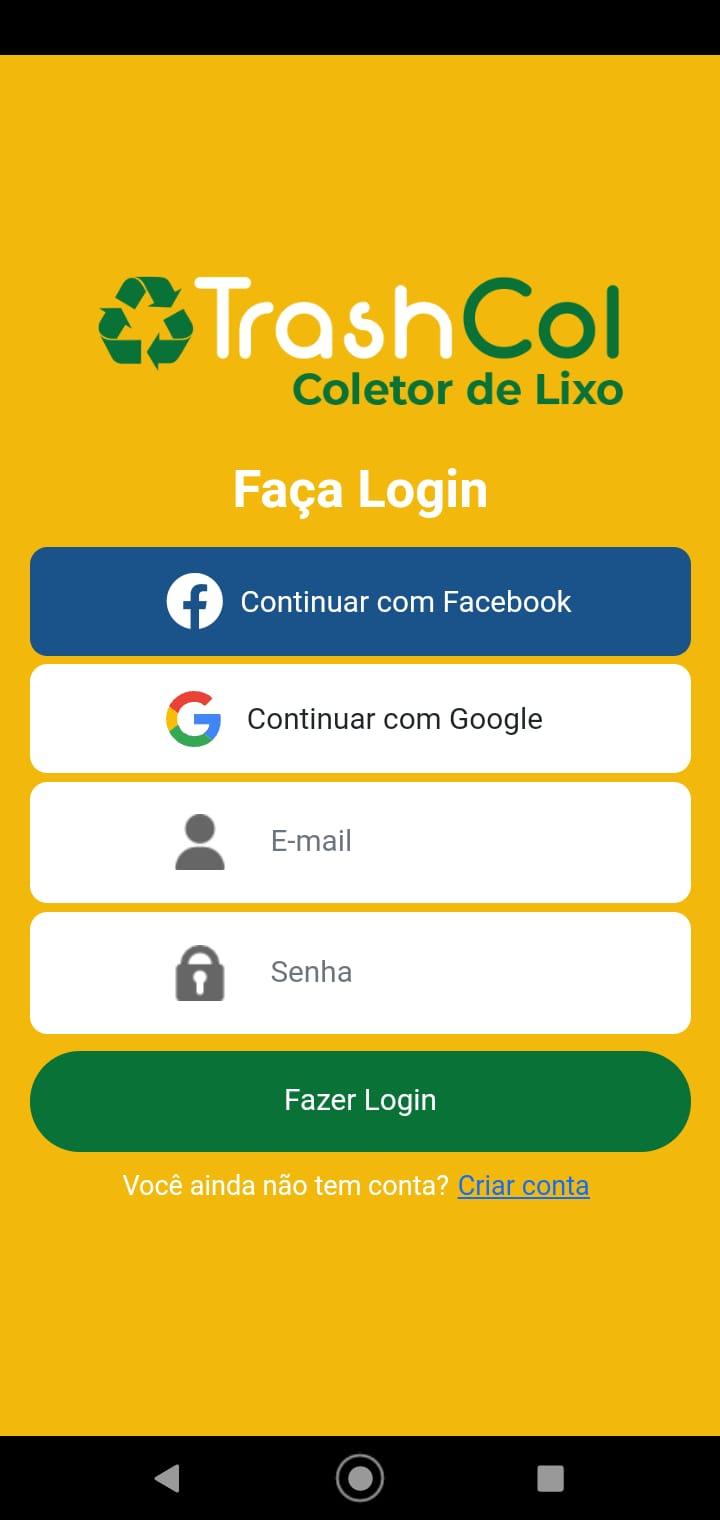 TrashCol
Coletor de Lixo
Faça Login
Continuar com Facebook
Continuar com Google
E-mail
Senha
Fazer Login
Você ainda não tem conta? Criar conta